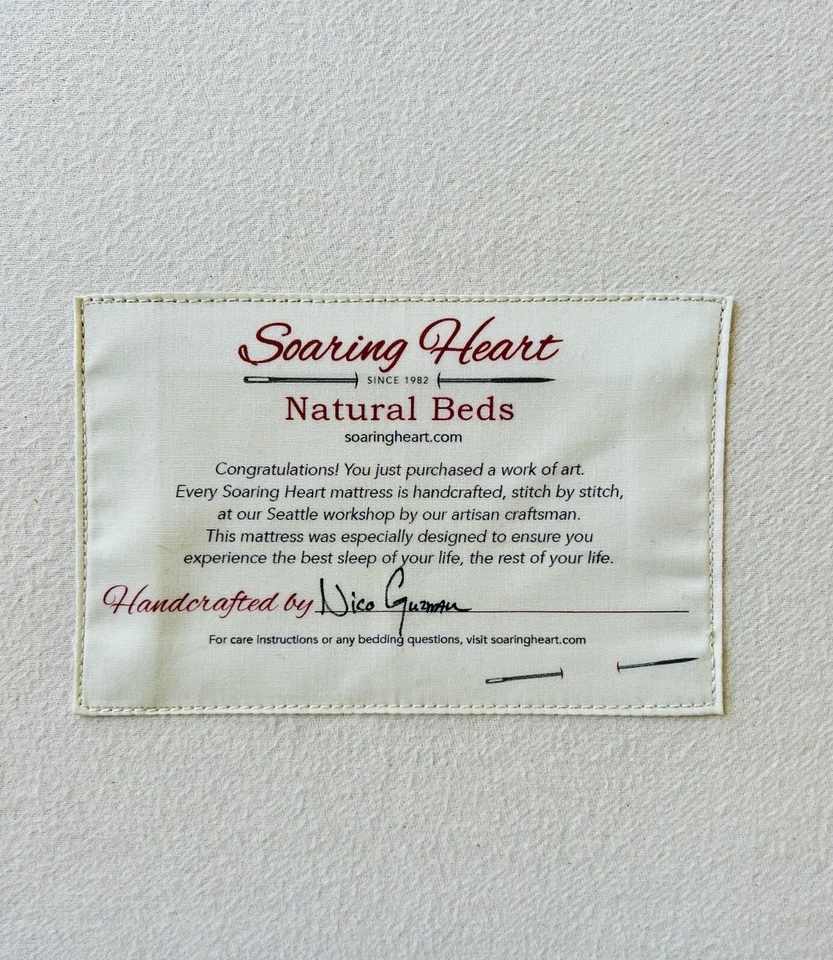 Soaring Heart
SINCE 1982
Natural Beds
soaringheart.com
Congratulations! You just purchased a work of art.
Every Soaring Heart mattress is handcrafted, stitch by stitch,
at our Seattle workshop by our artisan craftsman.
This mattress was especially designed to ensure you
experience the best sleep of your life, the rest of your life.
Handcrafted by Nico Guzman
For care instructions or any bedding questions, visit soaringheart.com